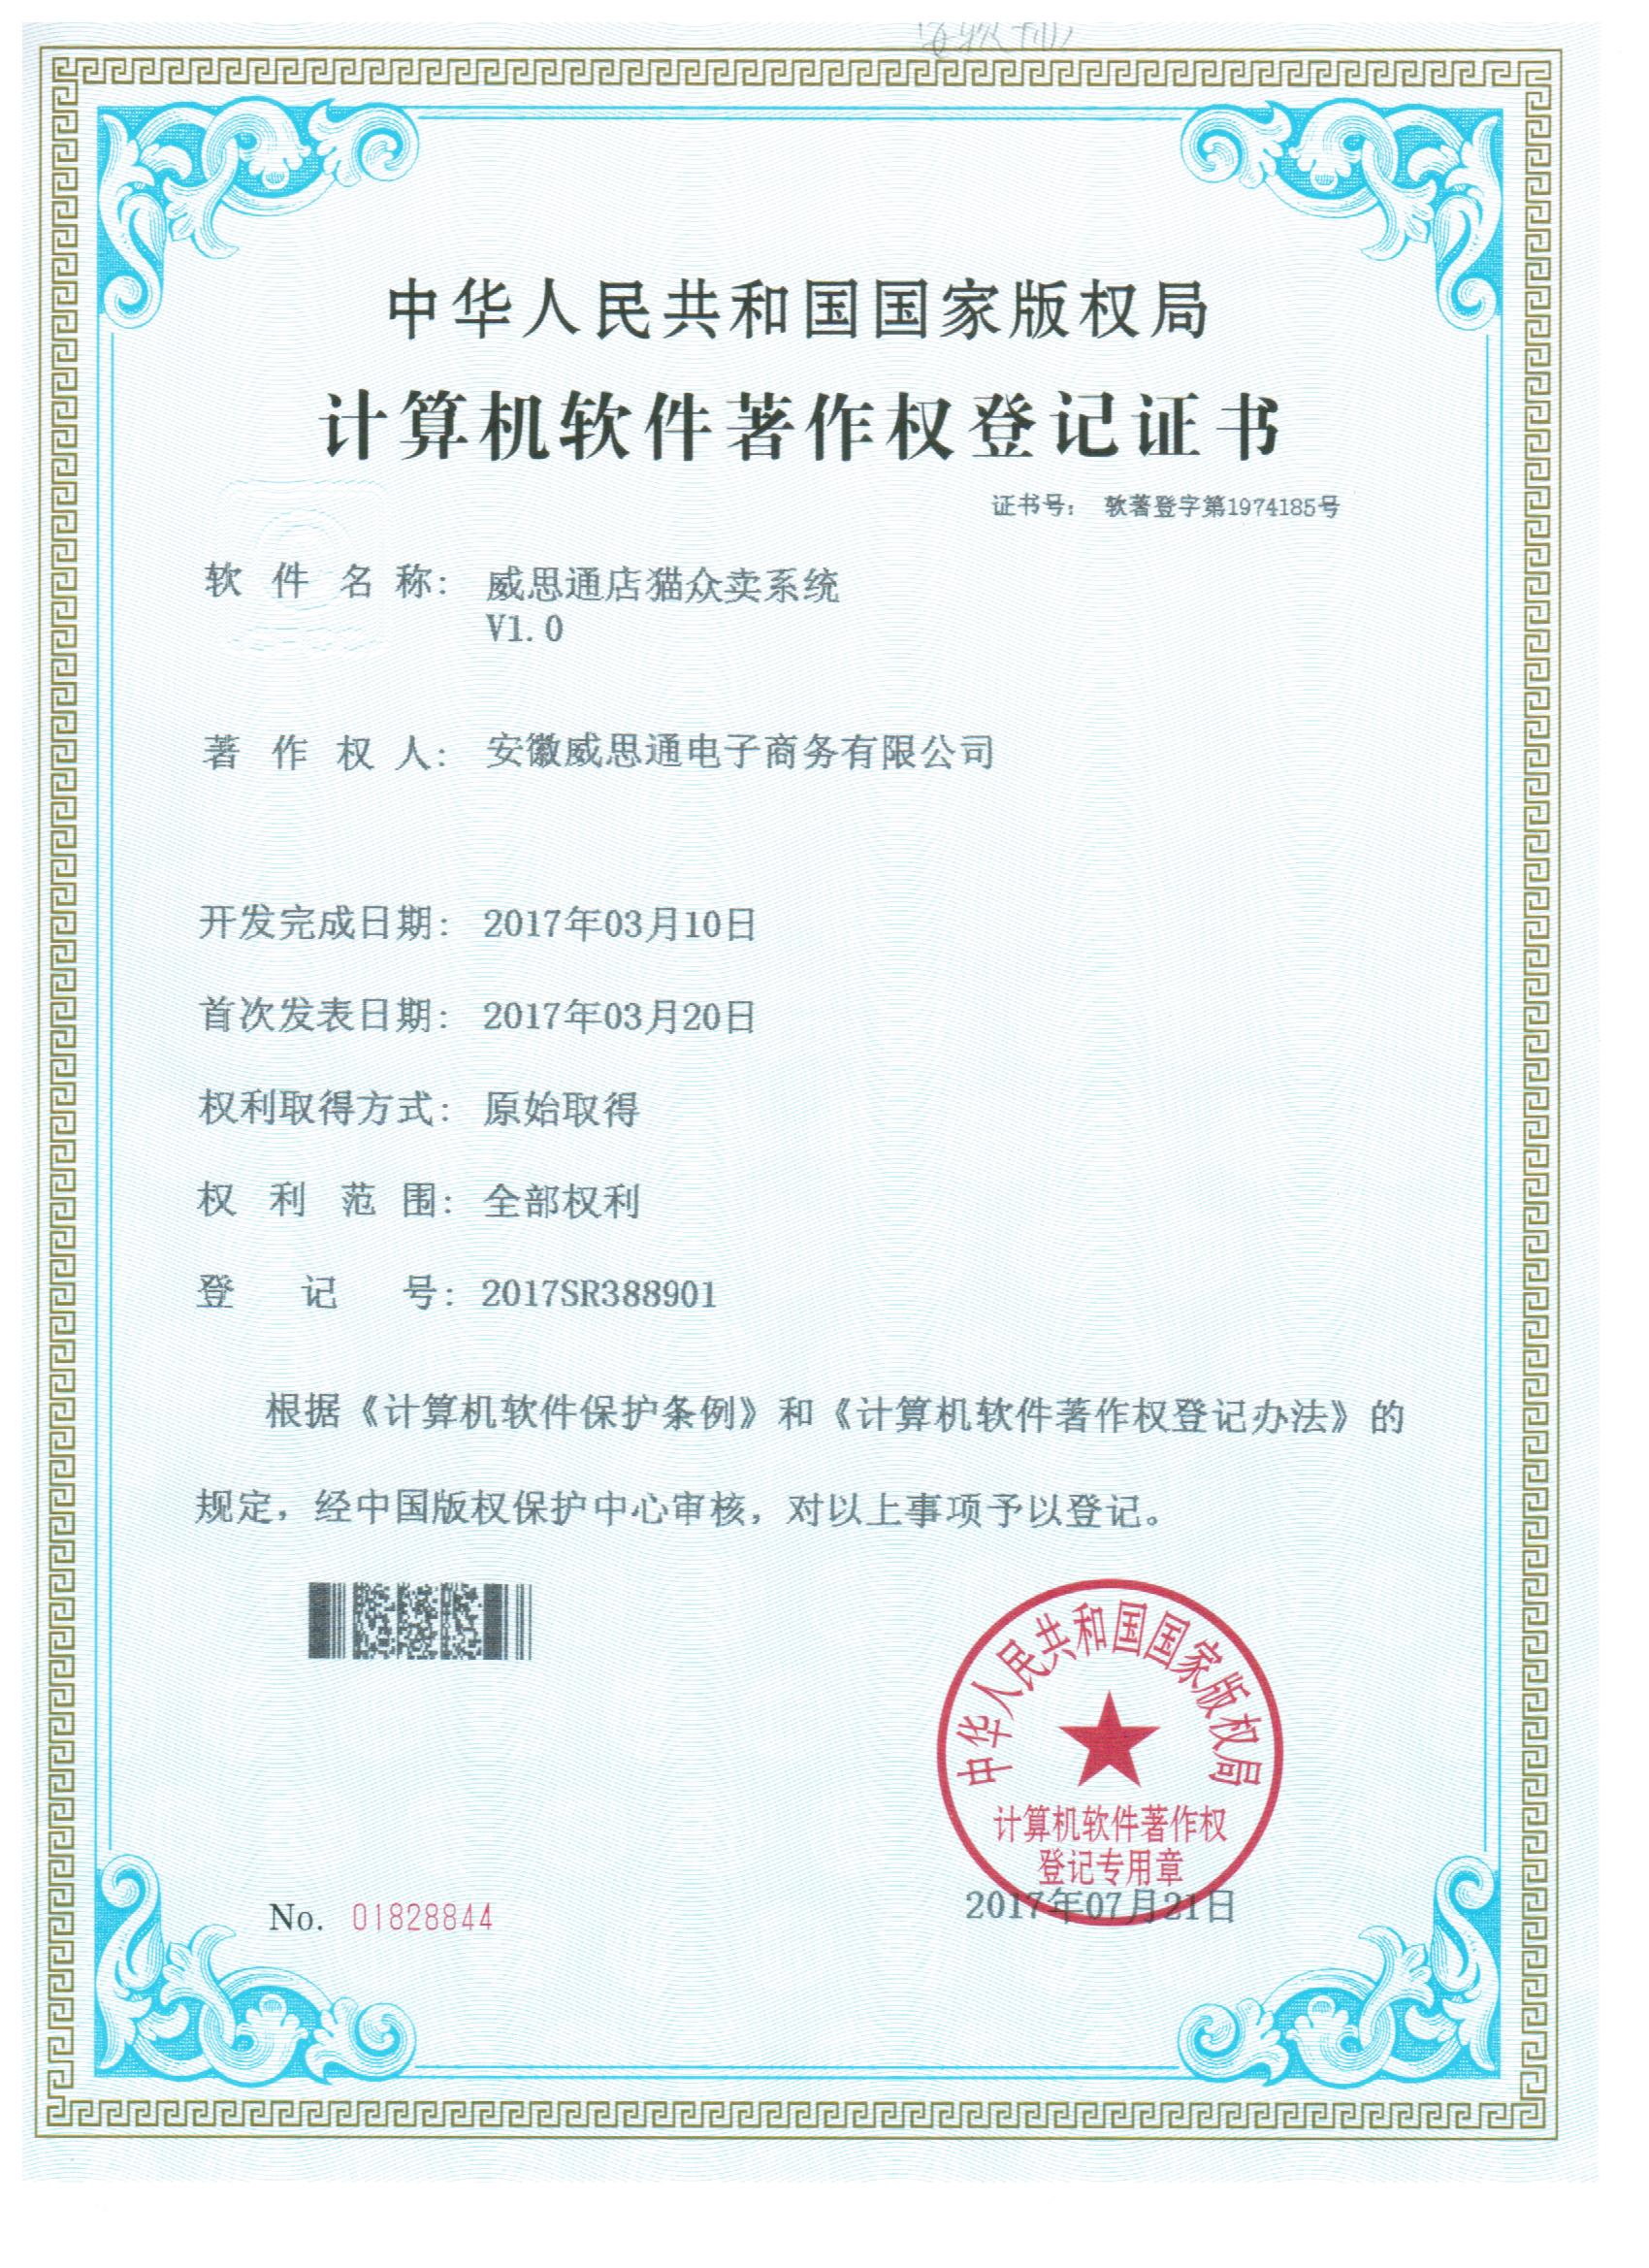 中华人民共和国国家版权局
计算机软件著作权登记证书
证书号： 软著登字第1974185号
软件名称： 威思通店猫众卖系统
V1.0
著作权人： 安徽威思通电子商务有限公司
开发完成日期： 2017年03月10日
首次发表日期： 2017年03月20日
权利取得方式： 原始取得
权利范围： 全部权利
登记号： 2017SR388901
根据《计算机软件保护条例》和《计算机软件著作权登记办法》的
规定，经中国版权保护中心审核，对以上事项予以登记。
中华人民共和国国家版权局
计算机软件著作权
登记专用章
No. 01828844
2017年07月21日